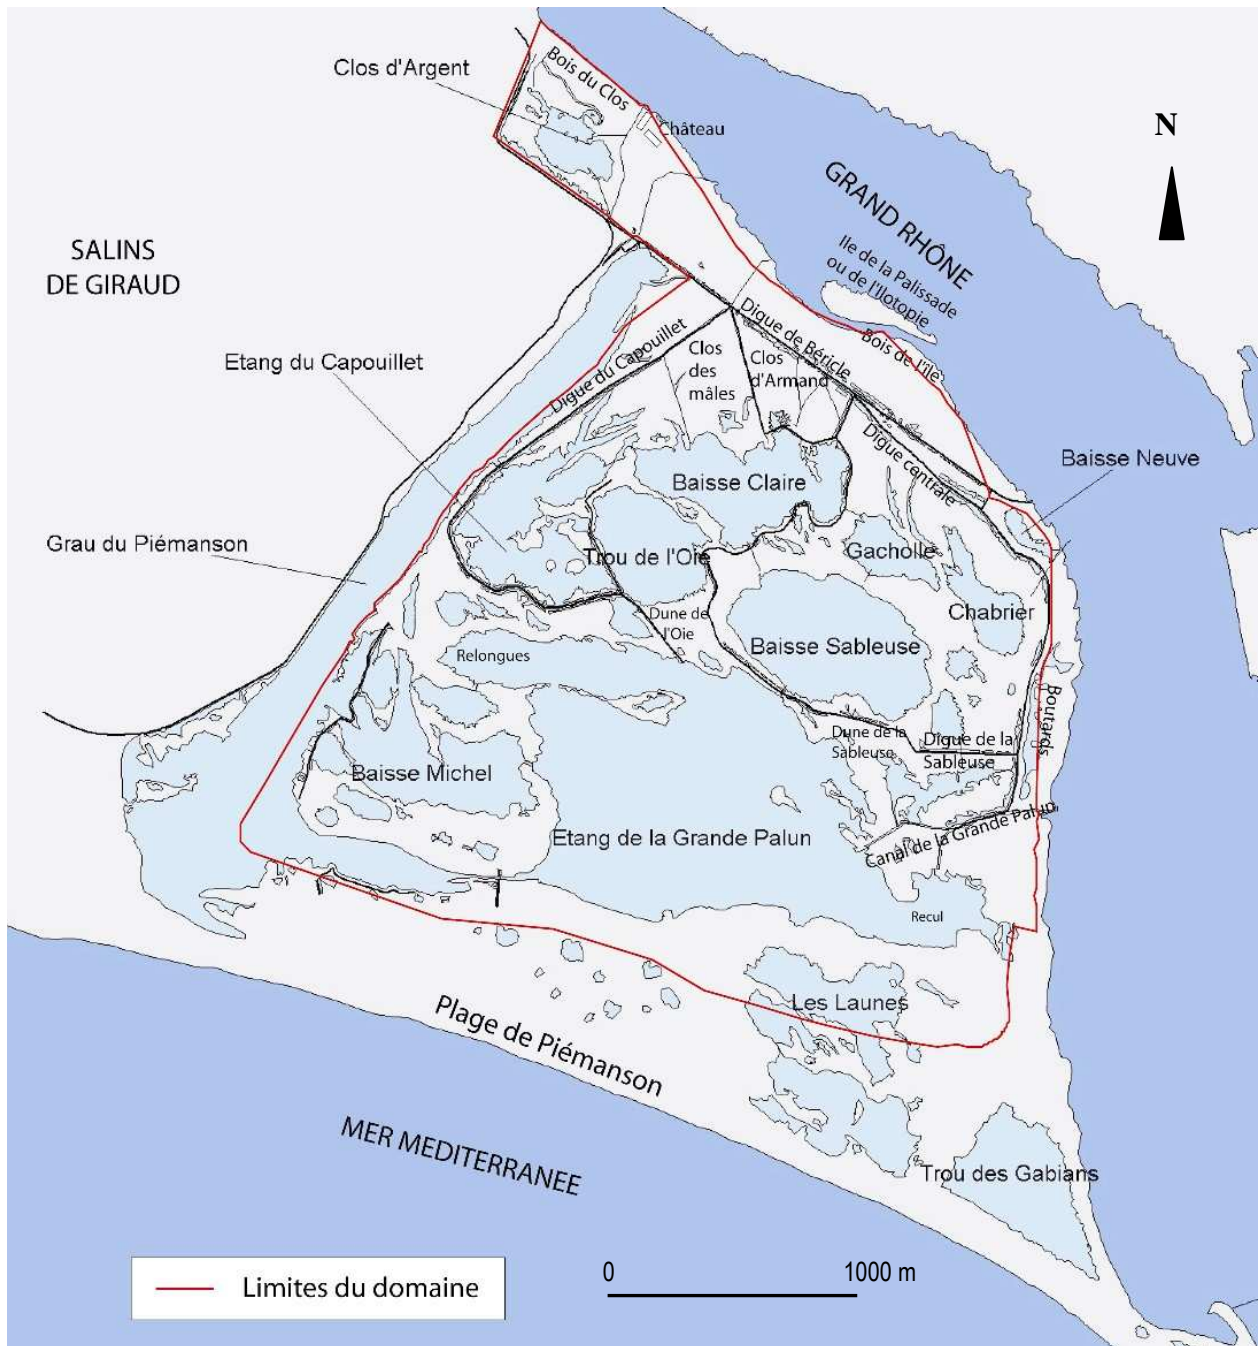 Clos d'Argent
Bois du Clos
Château
N
GRAND RHÔNE
Ile de la Palissade
ou de l'Ilotopie
SALINS
DE GIRAUD
Etang du Capouillet
Digue du Capouillet
Digue de Béricle
Bois de l'île
Clos
des
mâles
Clos
d'Armand
Digue centrale
Baisse Neuve
Baisse Claire
Grau du Piémanson
Trou de l'Oie
Gacholle
Chabrier
Dune de
l'Oie
Baisse Sableuse
Relongues
Boutards
Dune de la
Sableuse
Digue de la
Sableuse
Baisse Michel
Etang de la Grande Palun
Canal de la Grande Palun
Recul
Les Launes
Plage de Piémanson
MER MEDITERRANEE
Trou des Gabians
Limites du domaine
0 1000 m